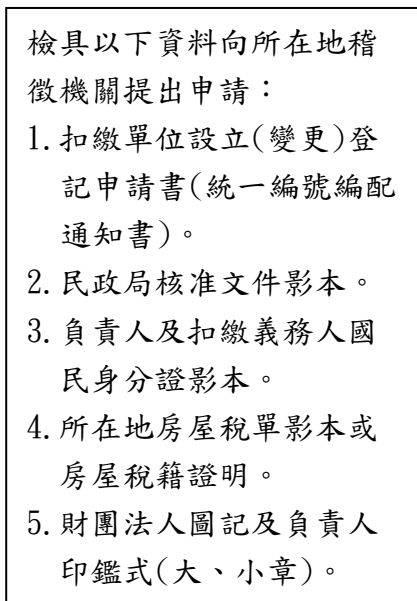 檢具以下資料向所在地稽
徵機關提出申請：
1.扣繳單位設立(變更)登
記申請書(統一編號編配
通知書)。
2.民政局核准文件影本。
3.負責人及扣繳義務人國
民身分證影本。
4.所在地房屋稅單影本或
房屋稅籍證明。
5.財團法人圖記及負責人
印鑑式(大、小章)。